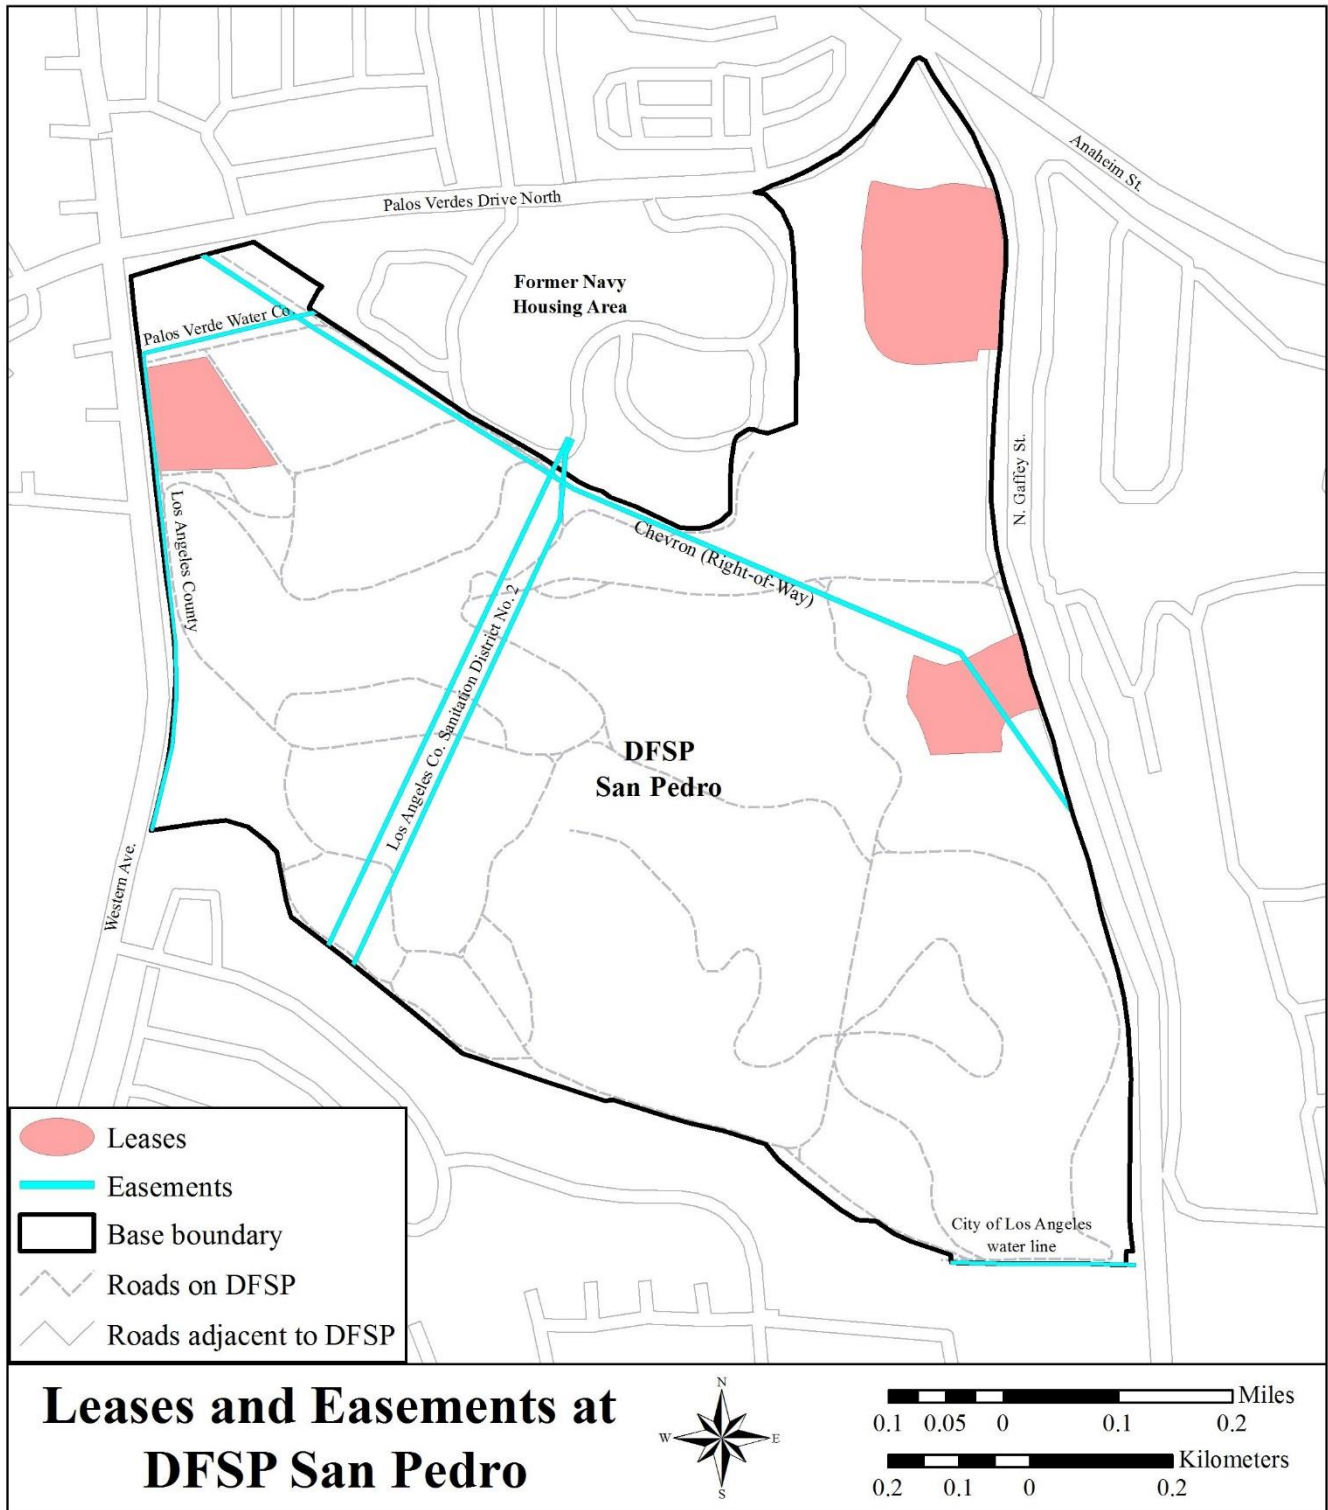 Anaheim St.
Palos Verdes Drive North
Former Navy
Housing Area
Palos Verde Water Co.
N. Gaffey St.
Los Angeles County
Chevron (Right-of-Way)
Los Angeles Co. Sanitation District No. 2
DFSP
San Pedro
Western Ave.
City of Los Angeles
water line
Leases
Easements
Base boundary
Roads on DFSP
Roads adjacent to DFSP
Leases and Easements at
DFSP San Pedro
N
W E
S
Miles
0.1 0.05 0 0.1 0.2
Kilometers
0.2 0.1 0 0.2